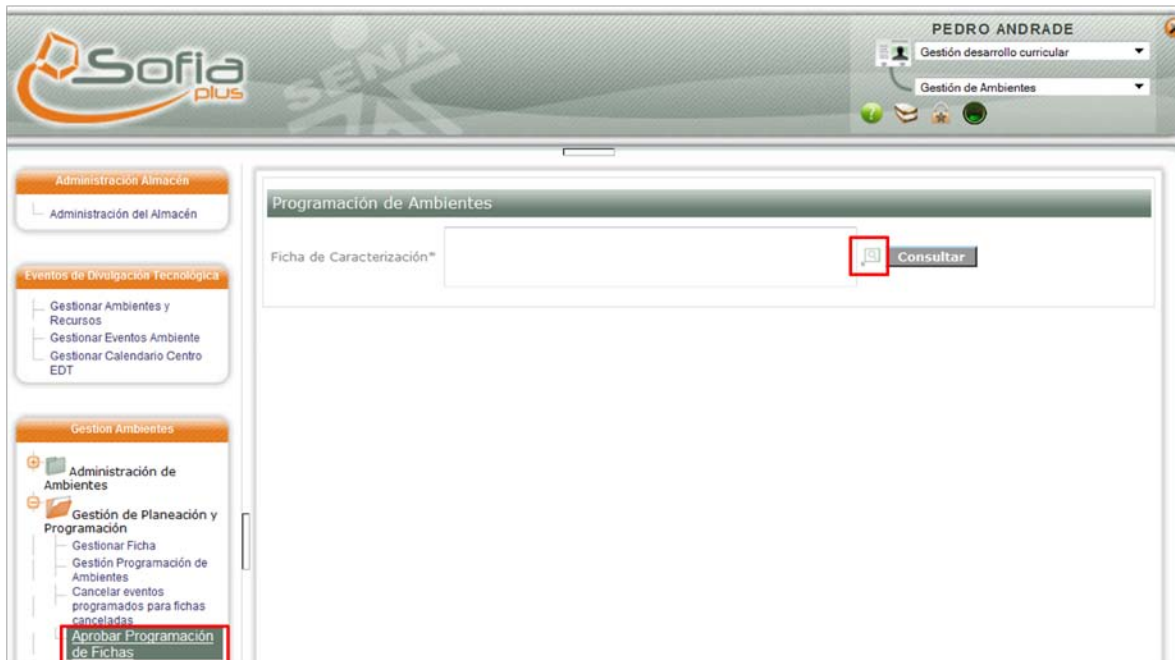 Sofia
plus
SENA
PEDRO ANDRADE
Gestión desarrollo curricular
Gestión de Ambientes
Administración Almacén
Administración del Almacén
Eventos de Divulgación Tecnológica
Gestionar Ambientes y
Recursos
Gestionar Eventos Ambiente
Gestionar Calendario Centro
EDT
Gestion Ambientes
Administración de
Ambientes
Gestión de Planeación y
Programación
Gestionar Ficha
Gestión Programación de
Ambientes
Cancelar eventos
programados para fichas
canceladas
Aprobar Programación
de Fichas
Programación de Ambientes
Ficha de Caracterización*
Consultar